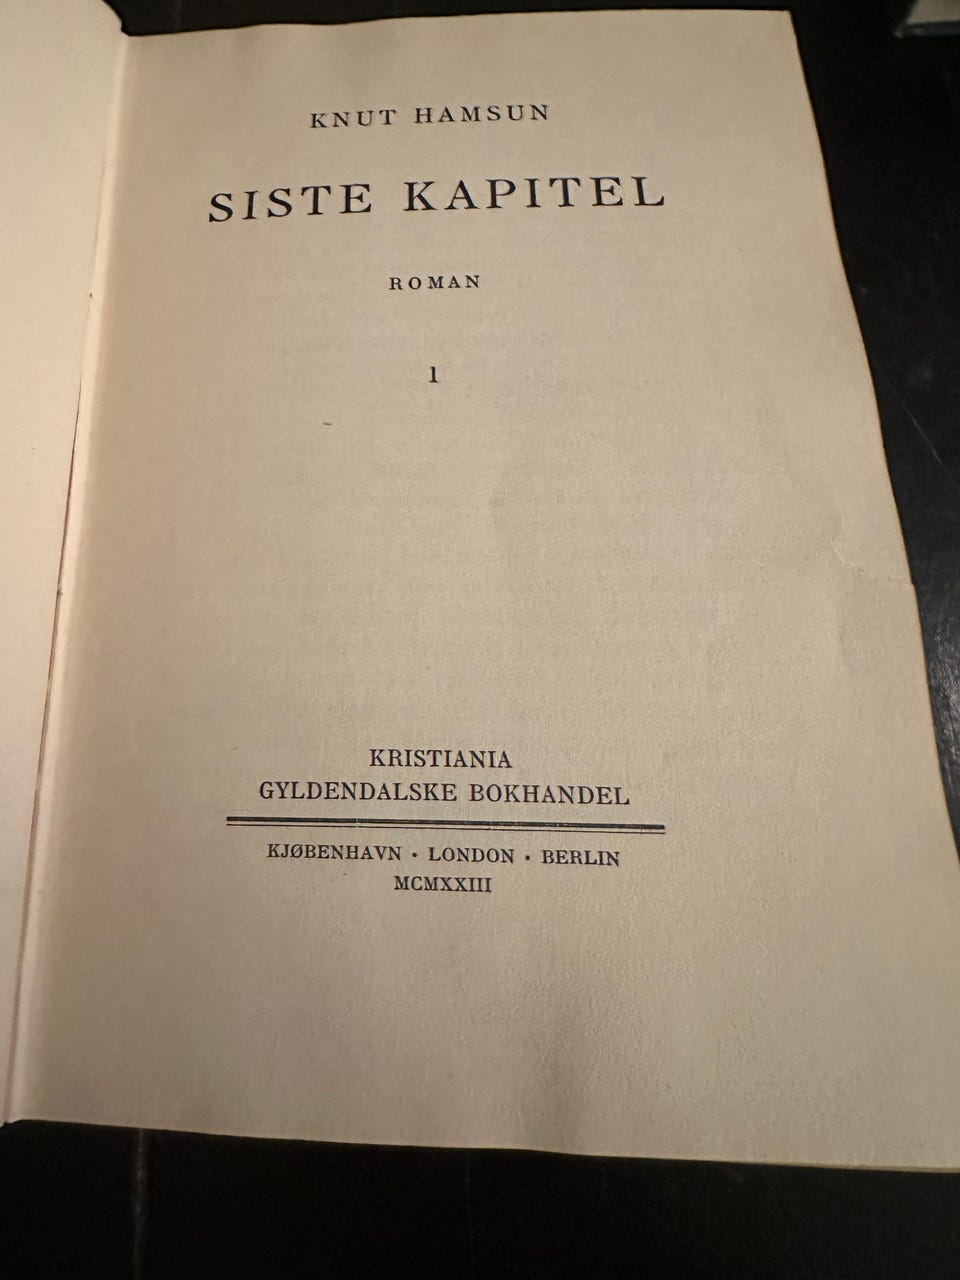 KNUT HAMSUN
SISTE KAPITEL
ROMAN
1
KRISTIANIA
GYLDENDALSKE BOKHANDEL
KJØBENHAVN · LONDON · BERLIN
MCMXXIII